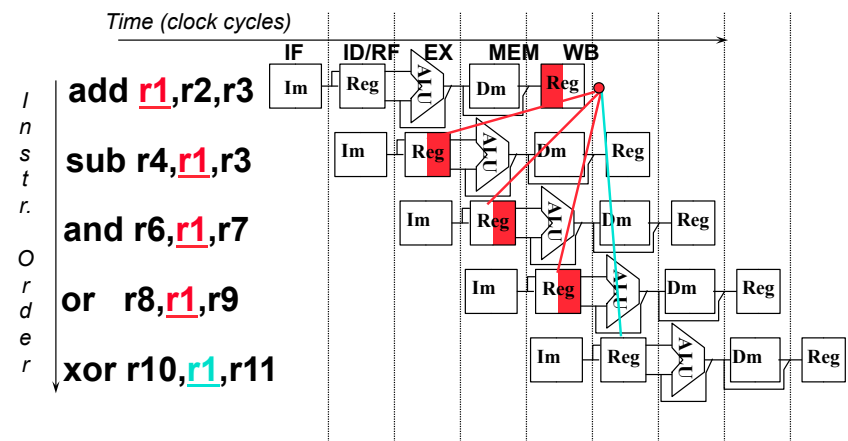 Time (clock cycles)
IF ID/RF EX MEM WB
Instr. Order
add r1,r2,r3
Im Reg ALU Dm Reg
sub r4,r1,r3
Im Reg ALU Dm Reg
and r6,r1,r7
Im Reg ALU Dm Reg
or r8,r1,r9
Im Reg ALU Dm Reg
xor r10,r1,r11
Im Reg ALU Dm Reg